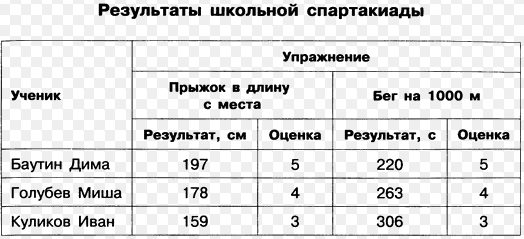 Результаты школьной спартакиады
Ученик
Упражнение
Прыжок в длину
с места
Бег на 1000 м
Результат, см
Оценка
Результат, с
Оценка
Баутин Дима 197 5 220 5
Голубев Миша 178 4 263 4
Куликов Иван 159 3 306 3